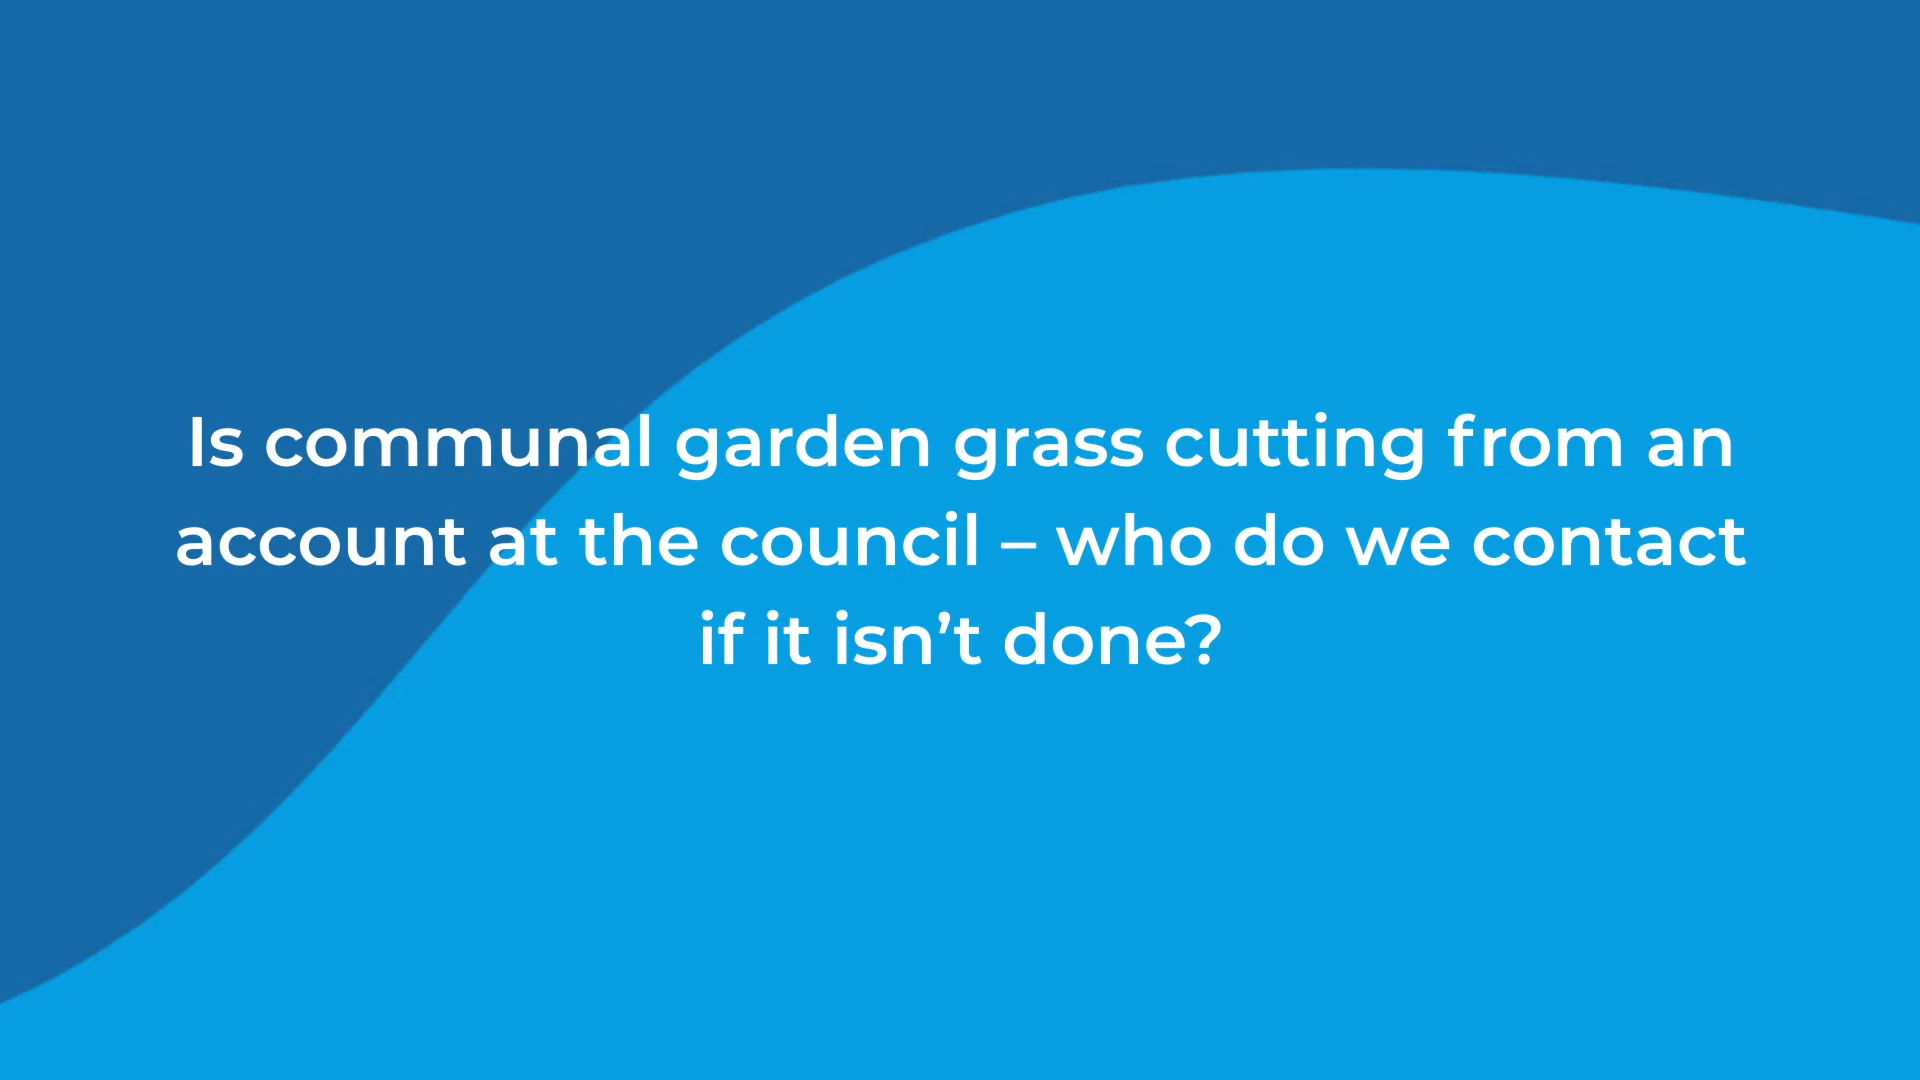 Is communal garden grass cutting from an
account at the council – who do we contact
if it isn’t done?